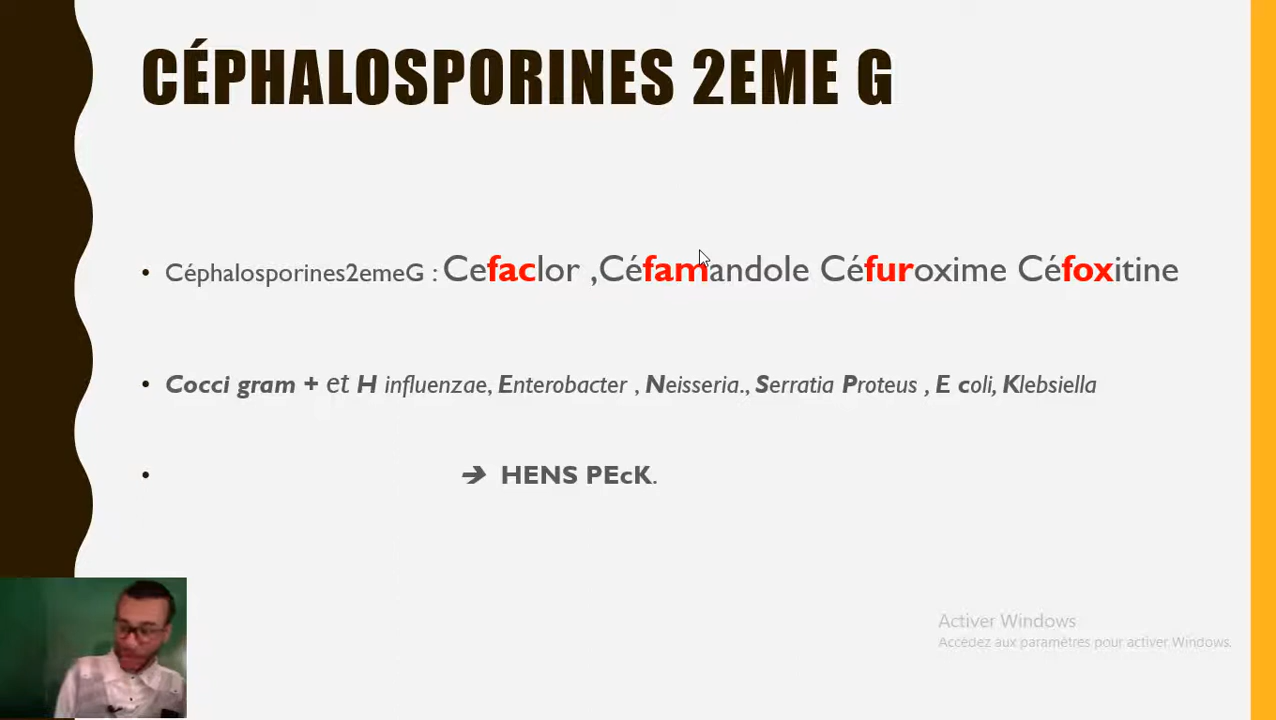 CÉPHALOSPORINES 2EME G
• Céphalosporines2emeG : Cefaclor ,Céfamandole Céfuroxime Céfoxitine
• Cocci gram + et H influenzae, Enterobacter , Neisseria., Serratia Proteus , E coli, Klebsiella
• ➔ HENS PEcK.
Activer Windows
Accédez aux paramètres pour activer Windows.